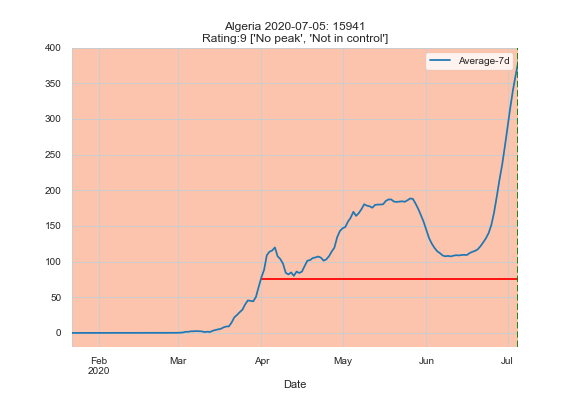 Algeria 2020-07-05: 15941
Rating:9 ['No peak', 'Not in control']
Average-7d
400
350
300
250
200
150
100
50
0
Feb
2020
Mar
Apr
May
Jun
Jul
Date